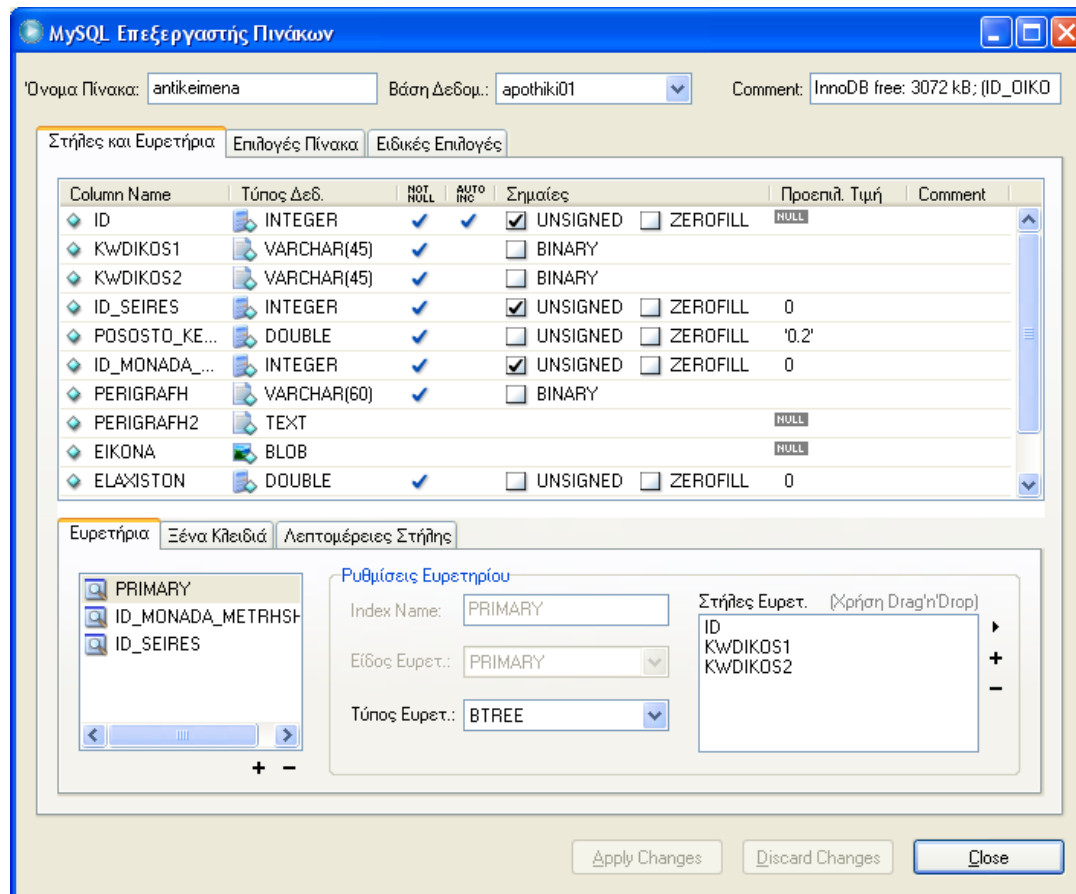 MySQL Επεξεργαστής Πινάκων
Όνομα Πίνακα: antikeimena Βάση Δεδομ.: apothiki01 Comment: InnoDB free: 3072 kB; (ID_OIKO
Στήλες και Ευρετήρια Επιλογές Πίνακα Ειδικές Επιλογές
Column Name Τύπος Δεδ. NOT NULL AUTO INC Σημαίες Προεπιλ. Τιμή Comment
ID INTEGER UNSIGNED ZEROFILL NULL
KWDIKOS1 VARCHAR(45) BINARY
KWDIKOS2 VARCHAR(45) BINARY
ID_SEIRES INTEGER UNSIGNED ZEROFILL 0
POSOSTO_KE... DOUBLE UNSIGNED ZEROFILL '0.2'
ID_MONADA_... INTEGER UNSIGNED ZEROFILL 0
PERIGRAFH VARCHAR(60) BINARY
PERIGRAFH2 TEXT NULL
EIKONA BLOB NULL
ELAXISTON DOUBLE UNSIGNED ZEROFILL 0
Ευρετήρια Ξένα Κλειδιά Λεπτομέρειες Στήλης
PRIMARY
ID_MONADA_METRHSH
ID_SEIRES
Ρυθμίσεις Ευρετηρίου
Index Name: PRIMARY
Είδος Ευρετ.: PRIMARY
Τύπος Ευρετ.: BTREE
Στήλες Ευρετ. (Χρήση Drag'n'Drop)
ID
KWDIKOS1
KWDIKOS2
Apply Changes Discard Changes Close